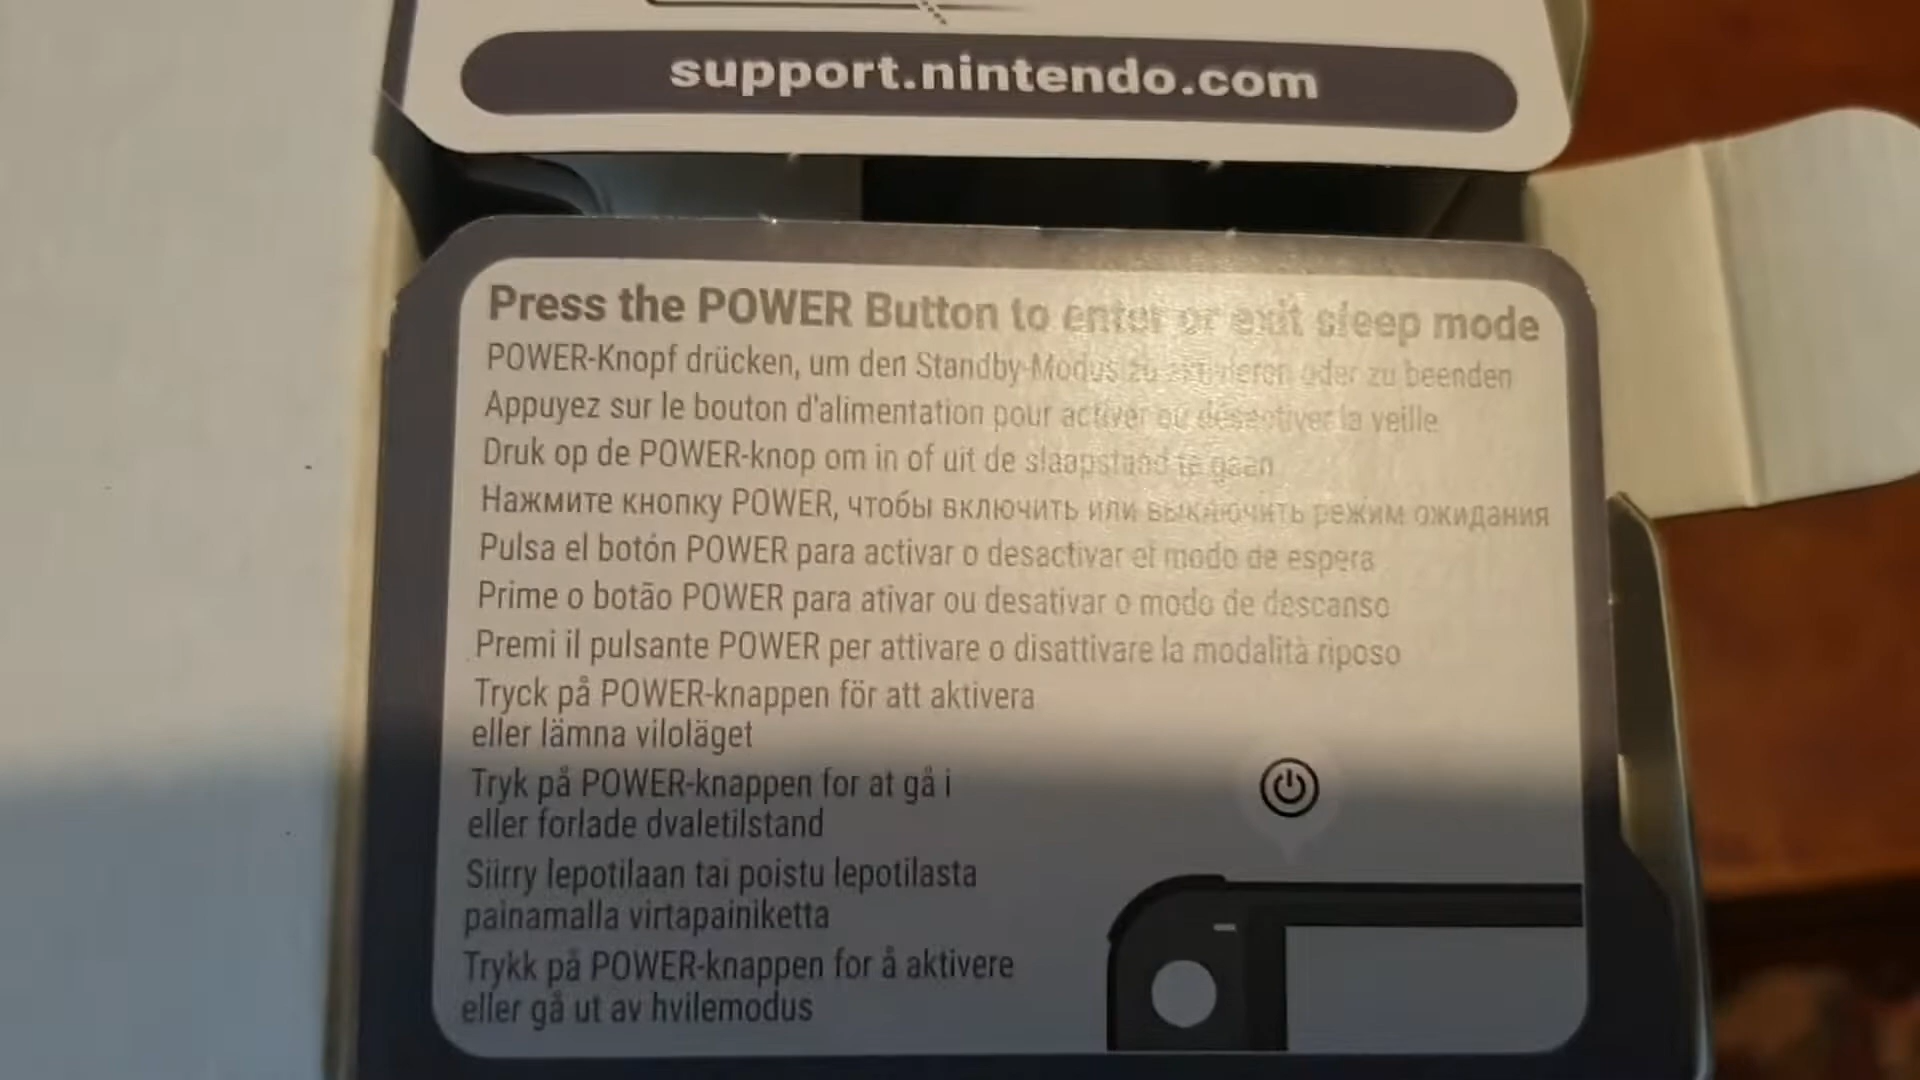 support.nintendo.com
Press the POWER Button to enter or exit sleep mode
POWER-Knopf drücken, um den Standby-Modus zu aktivieren oder zu beenden
Appuyez sur le bouton d'alimentation pour activer ou désactiver la veille
Druk op de POWER-knop om in of uit de slaapstand te gaan
Нажмите кнопку POWER, чтобы включить или выключить режим ожидания
Pulsa el botón POWER para activar o desactivar el modo de espera
Prime o botão POWER para ativar ou desativar o modo de descanso
Premi il pulsante POWER per attivare o disattivare la modalità riposo
Tryck på POWER-knappen för att aktivera
eller lämna viloläget
Tryk på POWER-knappen for at gå i
eller forlade dvaletilstand
Siirry lepotilaan tai poistu lepotilasta
painamalla virtapainiketta
Trykk på POWER-knappen for å aktivere
eller gå ut av hvilemodus